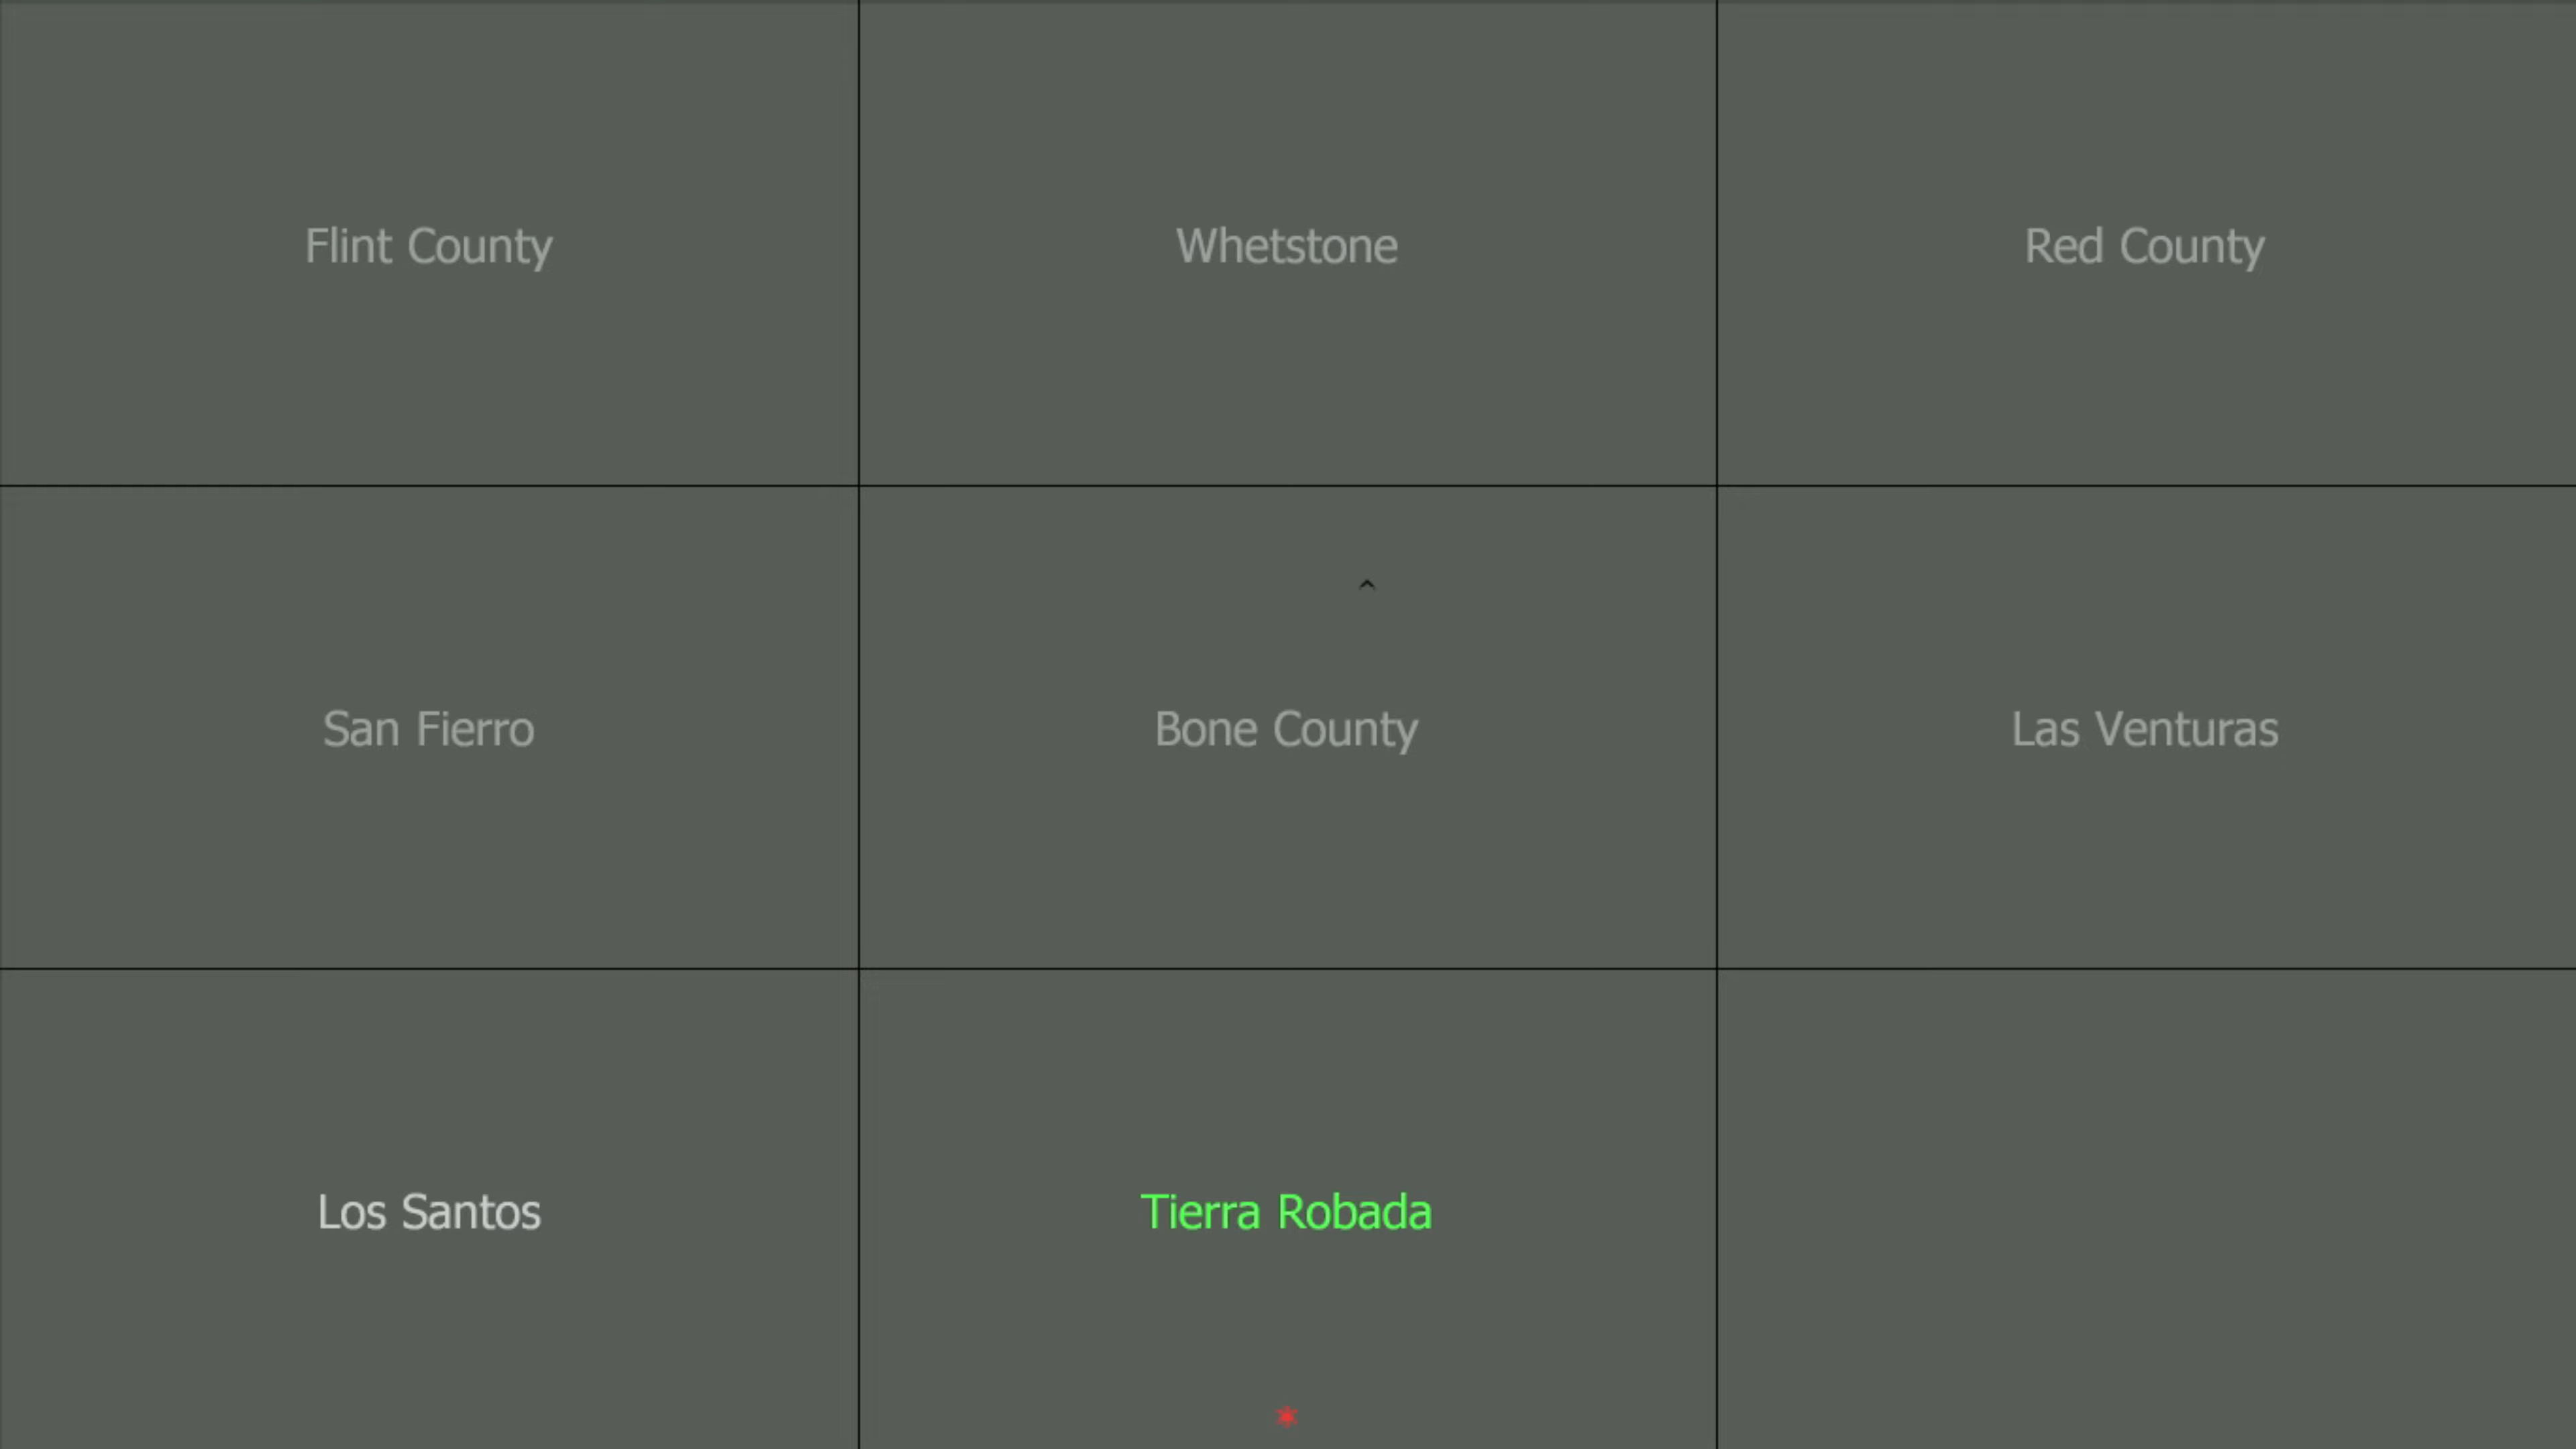 Flint County
Whetstone
Red County
^
San Fierro
Bone County
Las Venturas
Los Santos
Tierra Robada
*